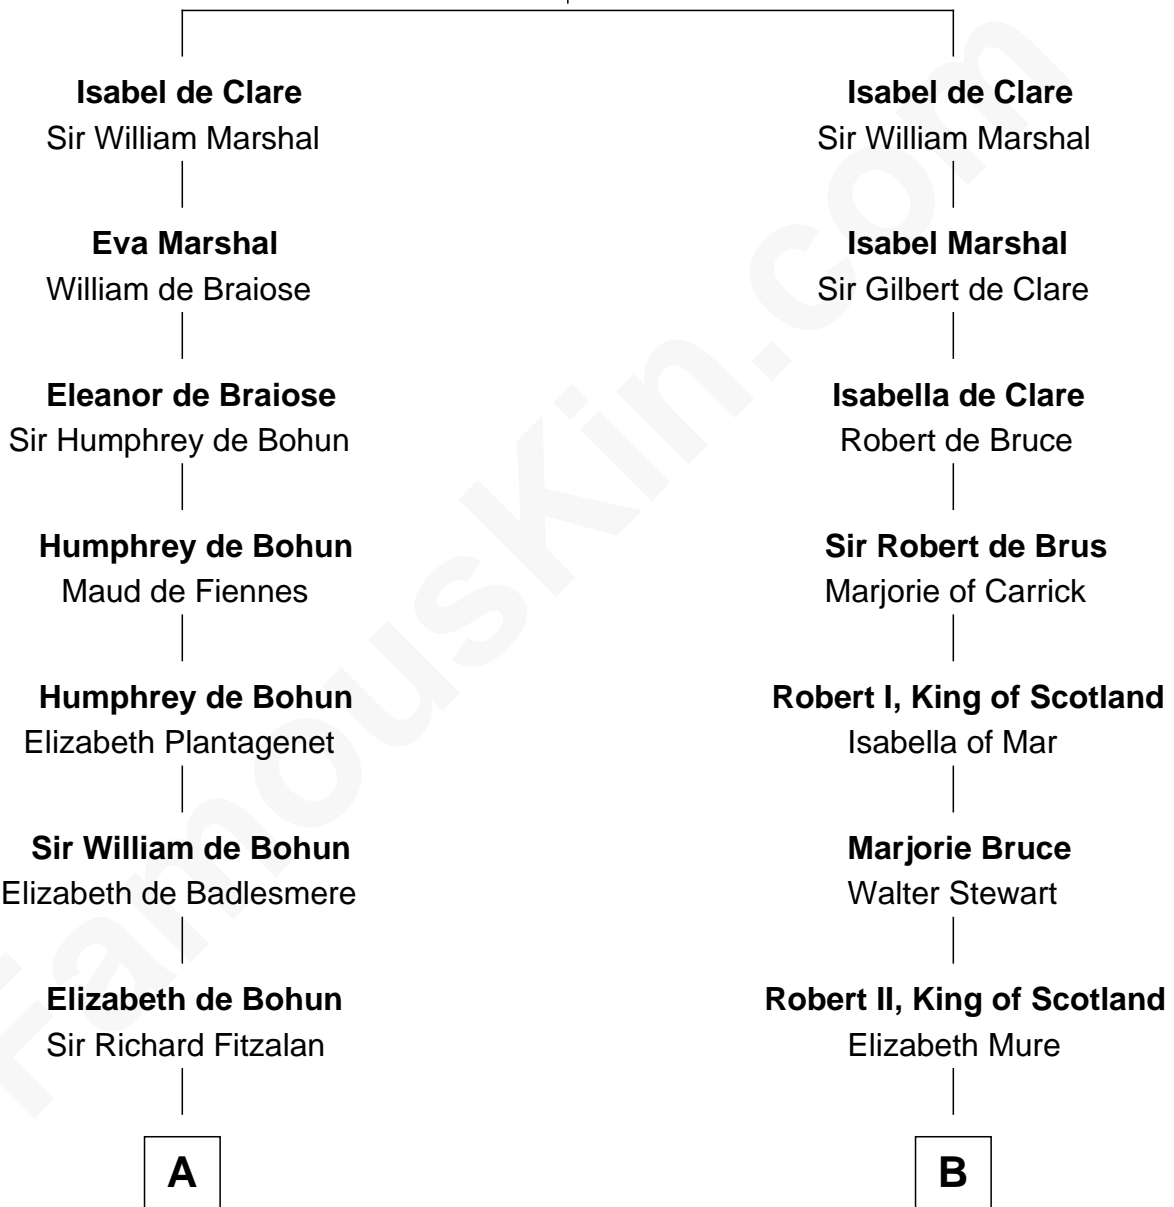 Isabel de Clare
Sir William Marshal
Eva Marshal
William de Braiose
Eleanor de Braiose
Sir Humphrey de Bohun
Humphrey de Bohun
Maud de Fiennes
Humphrey de Bohun
Elizabeth Plantagenet
Sir William de Bohun
Elizabeth de Badlesmere
Elizabeth de Bohun
Sir Richard Fitzalan
A
Isabel de Clare
Sir William Marshal
Isabel Marshal
Sir Gilbert de Clare
Isabella de Clare
Robert de Bruce
Sir Robert de Brus
Marjorie of Carrick
Robert I, King of Scotland
Isabella of Mar
Marjorie Bruce
Walter Stewart
Robert II, King of Scotland
Elizabeth Mure
B
FamousKin.com